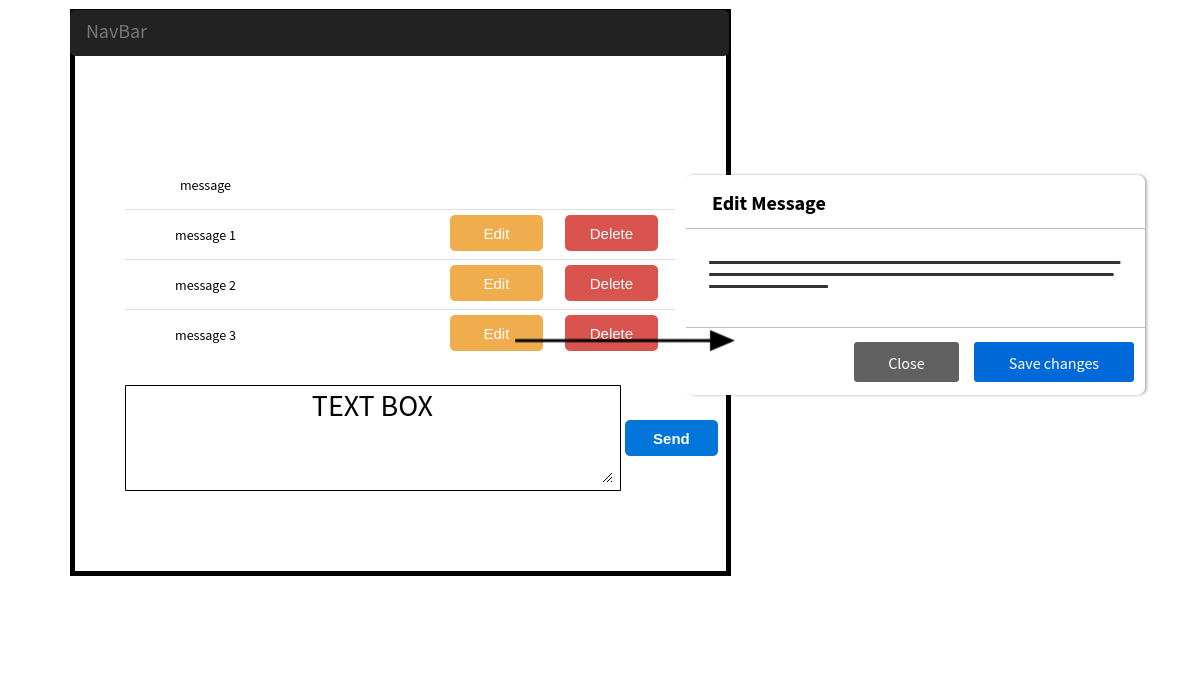 NavBar
message
message 1 Edit Delete
message 2 Edit Delete
message 3 Edit Delete
TEXT BOX
Send
Edit Message
Close Save changes